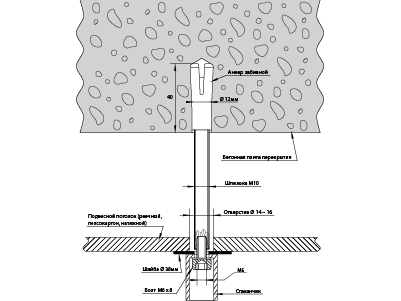 Анкер забивной
40
Ø 12мм
Бетонная плита перекрытия
Шпилька М10
Подвесной потолок (реечный,
гипсокартон, натяжной)
Отверстие Ø 14 – 16
Шайба Ø 38мм
М6
Болт М6 х 8
Стаканчик